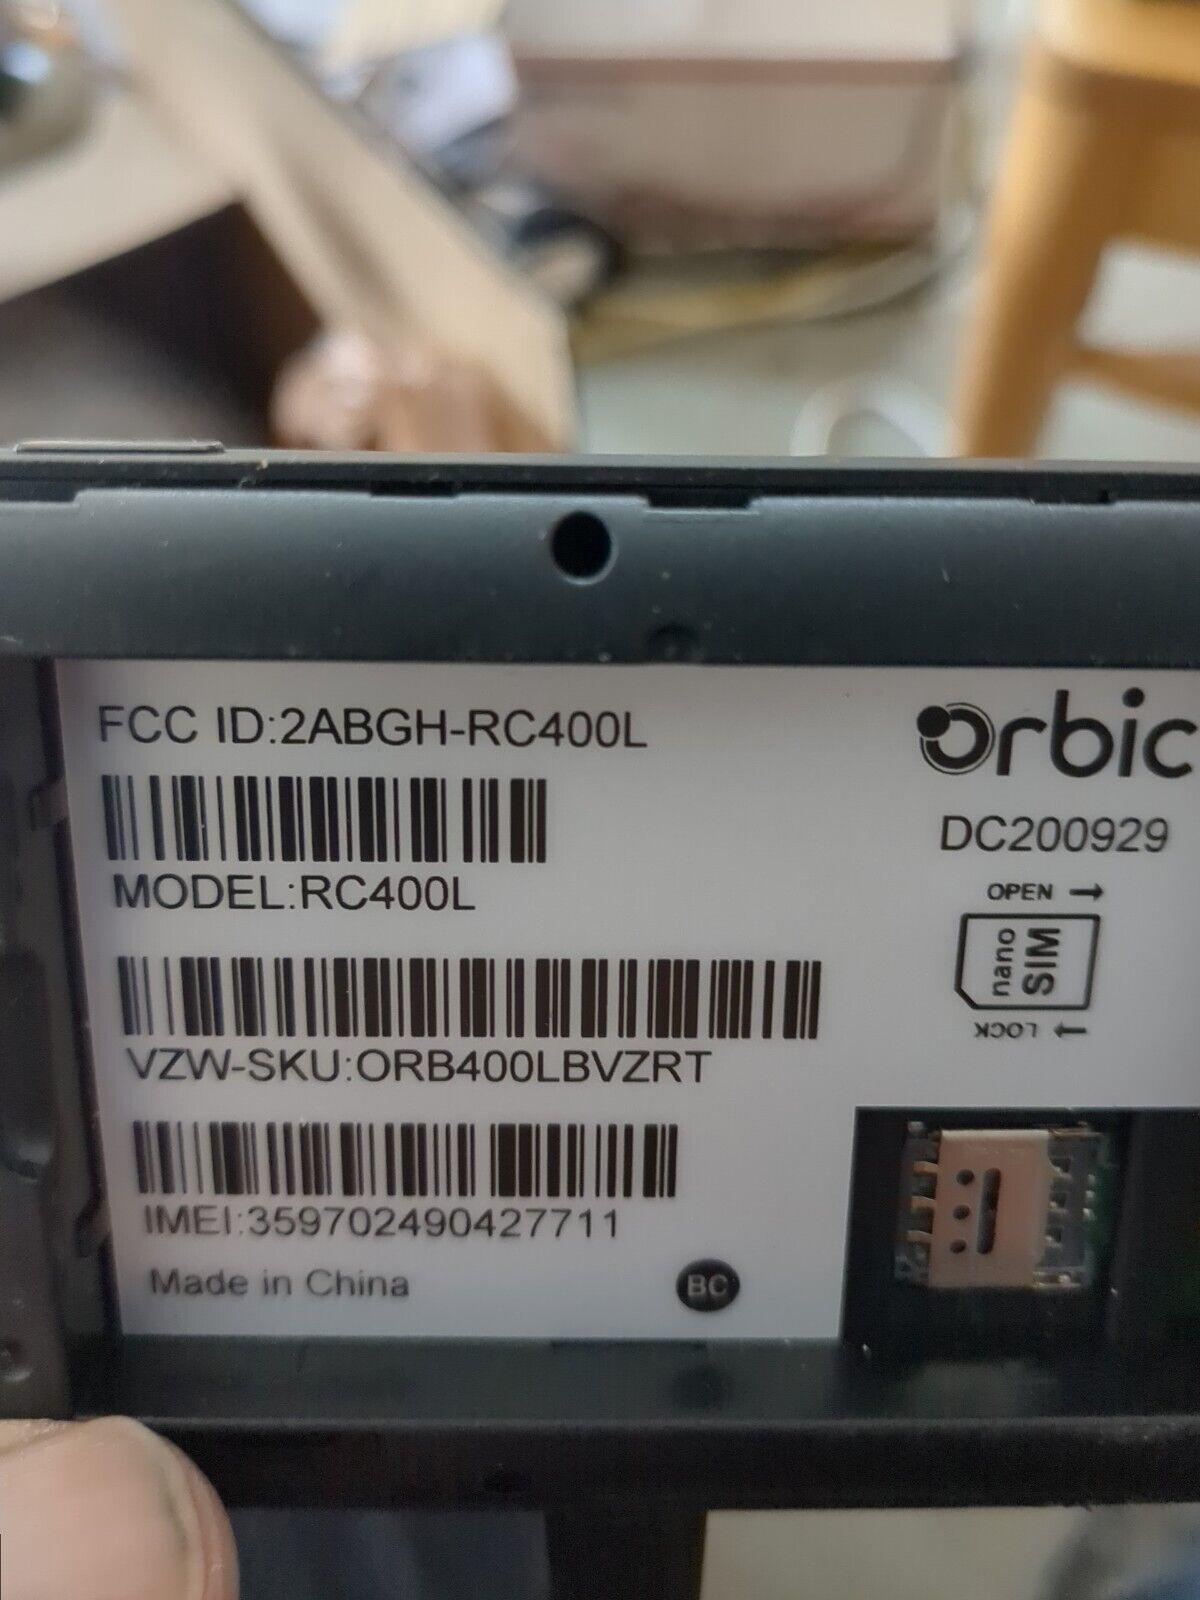 FCC ID:2ABGH-RC400L
MODEL:RC400L
VZW-SKU:ORB400LBVZRT
IMEI:359702490427711
Made in China
BC
Orbic
DC200929
OPEN →
nano
SIM
LOCK →